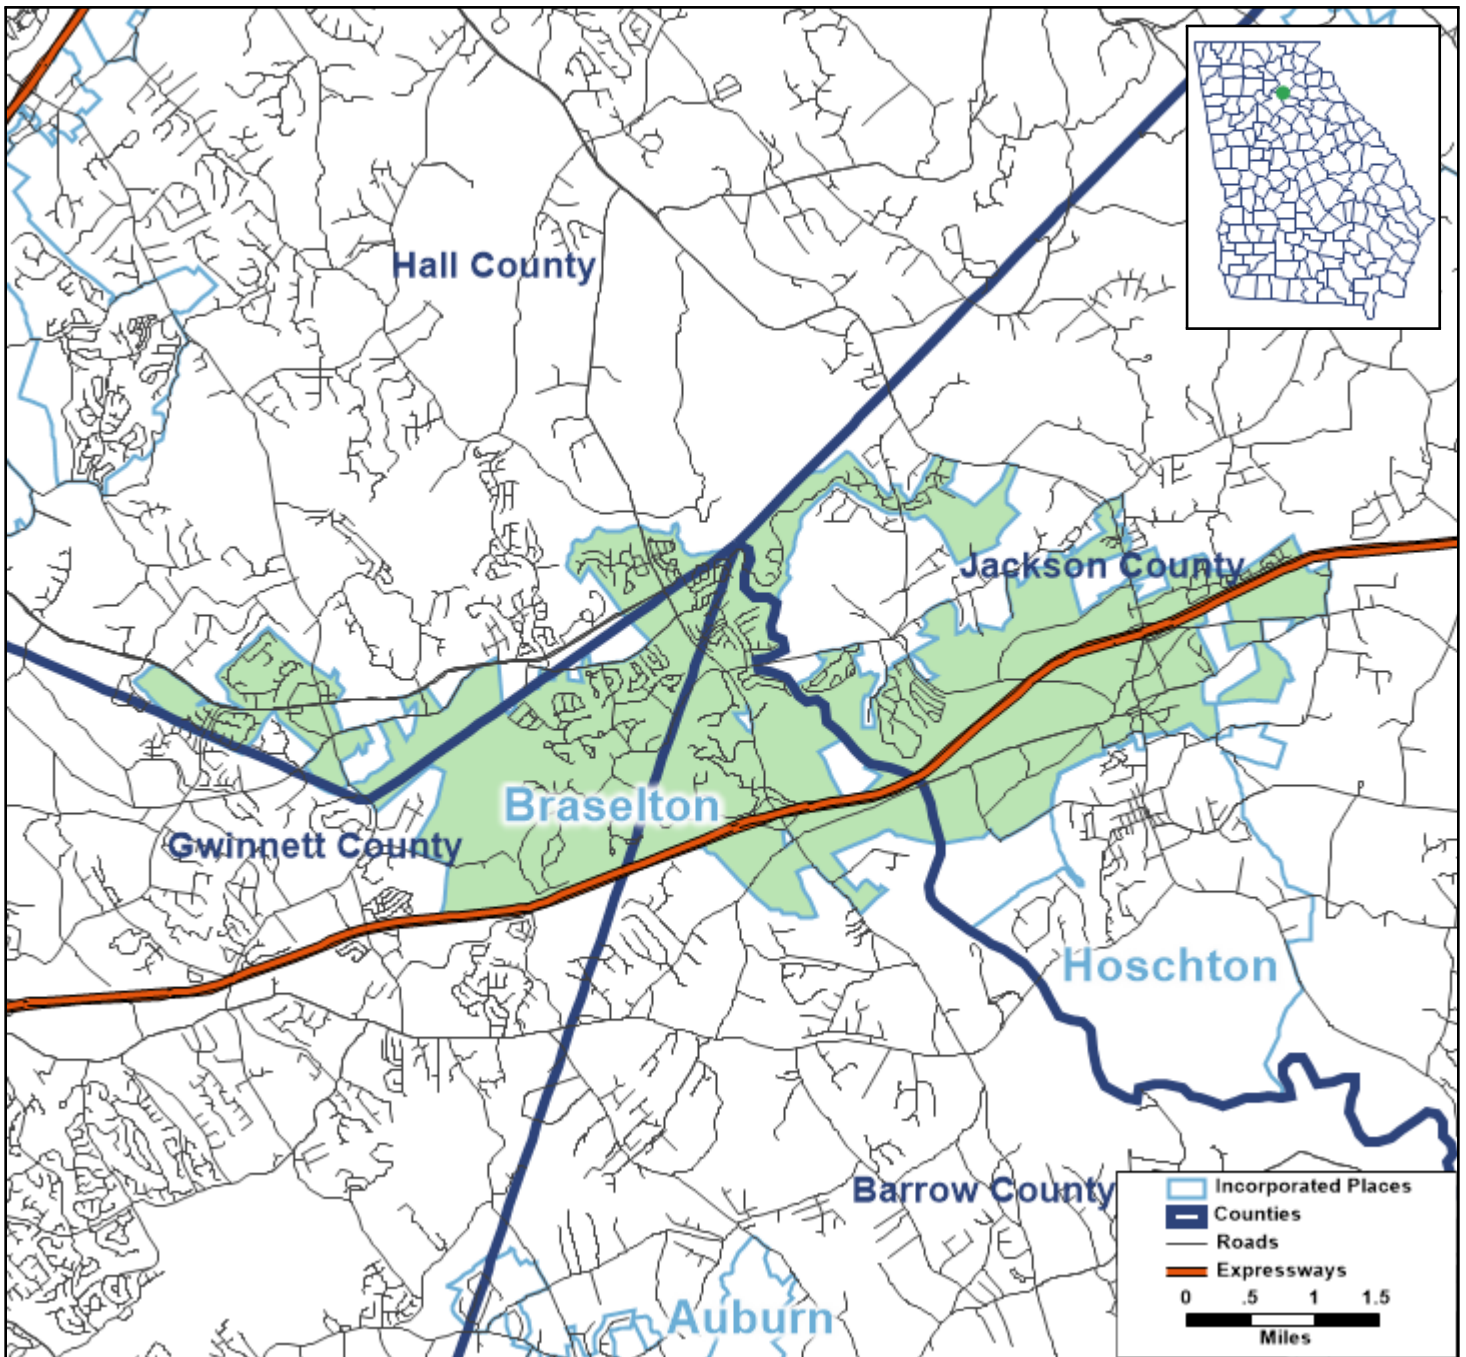 Hall County
Jackson County
Braselton
Gwinnett County
Hoschton
Barrow County
Auburn
Incorporated Places
Counties
Roads
Expressways
0 .5 1 1.5
Miles